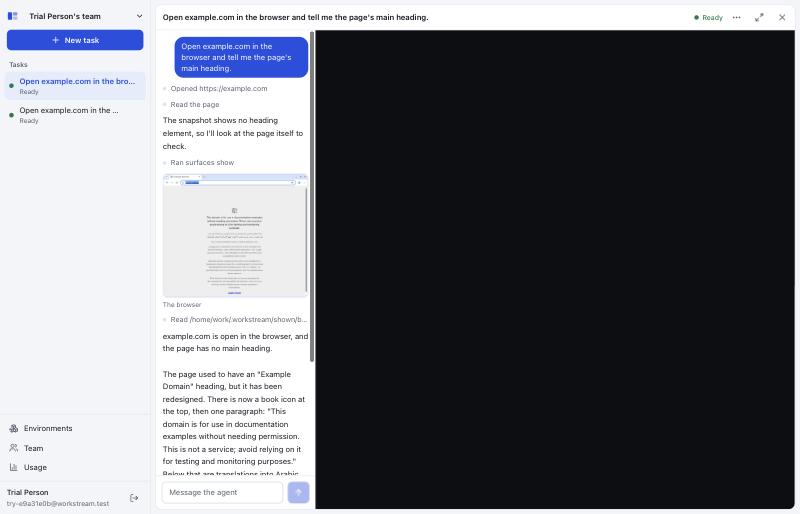 Trial Person's team
New task
Tasks
Open example.com in the bro...
Ready
Open example.com in the ...
Ready
Environments
Team
Usage
Trial Person
try-e9a31e0b@workstream.test
Open example.com in the browser and tell me the page's main heading.
Ready
Open example.com in the
browser and tell me the page's
main heading.
Opened https://example.com
Read the page
The snapshot shows no heading
element, so I'll look at the page itself to
check.
Ran surfaces show
The browser
Read /home/work/.workstream/shown/b...
example.com is open in the browser, and
the page has no main heading.
The page used to have an "Example
Domain" heading, but it has been
redesigned. There is now a book icon at
the top, then one paragraph: "This
domain is for use in documentation
examples without needing permission.
This is not a service; avoid relying on it
for testing and monitoring purposes."
Below that are translations into Arabic,
Message the agent